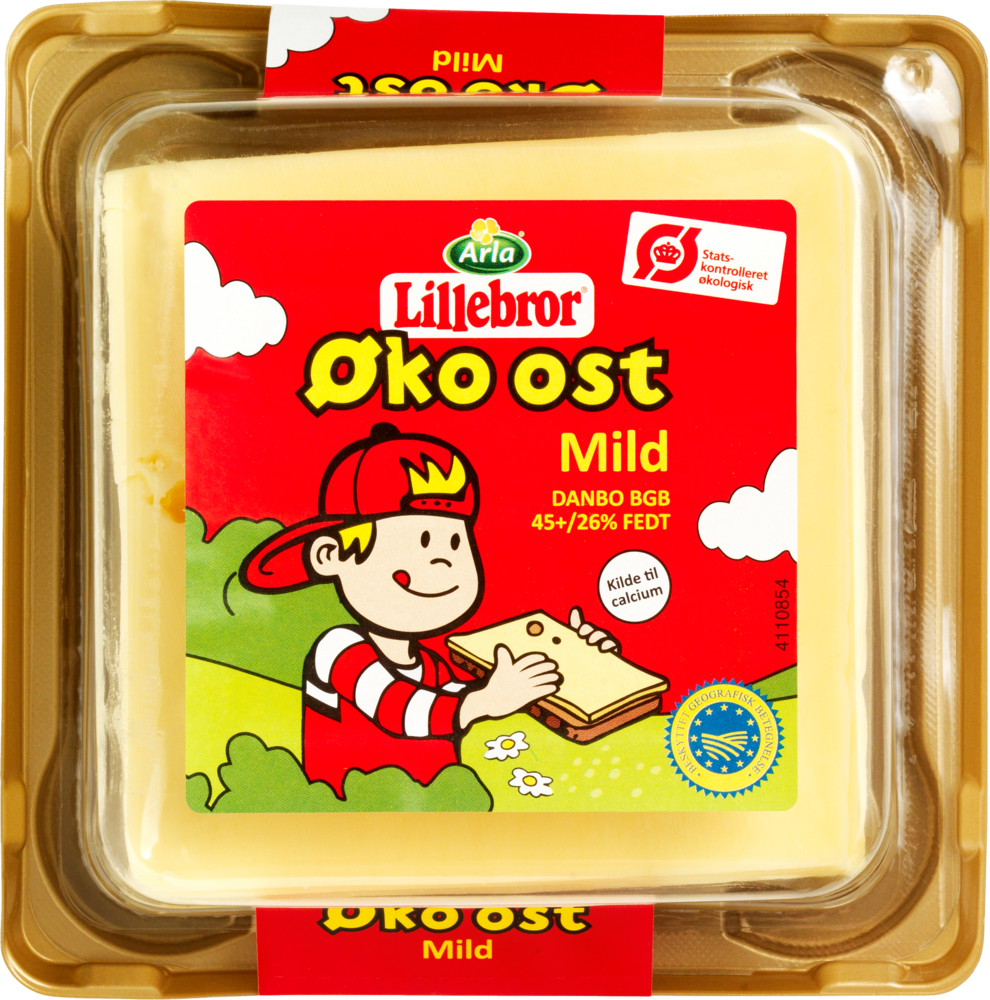 Øko ost
Mild
Arla
Lillebror
Øko ost
Mild
DANBO BGB
45+/26% FEDT
Stats-
kontrolleret
økologisk
Kilde til
calcium
4110854
BESKYTTET GEOGRAFISK BETEGNELSE
Øko ost
Mild